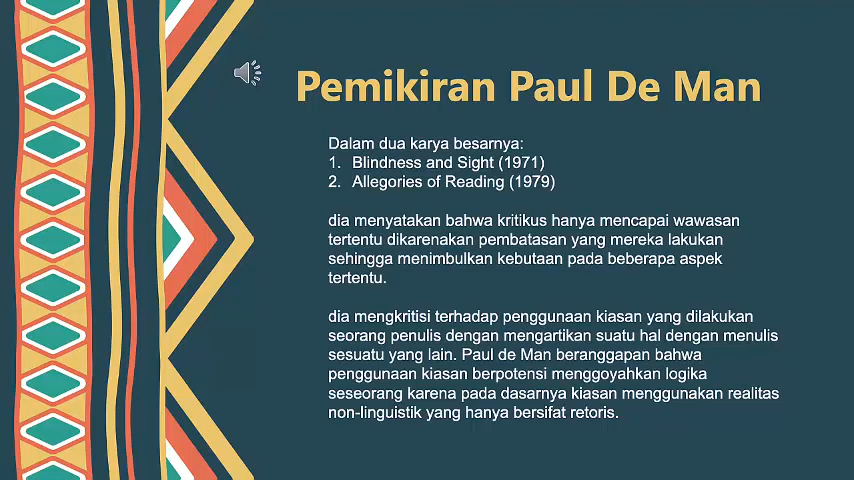 Pemikiran Paul De Man
Dalam dua karya besarnya:
1. Blindness and Sight (1971)
2. Allegories of Reading (1979)
dia menyatakan bahwa kritikus hanya mencapai wawasan
tertentu dikarenakan pembatasan yang mereka lakukan
sehingga menimbulkan kebutaan pada beberapa aspek
tertentu.
dia mengkritisi terhadap penggunaan kiasan yang dilakukan
seorang penulis dengan mengartikan suatu hal dengan menulis
sesuatu yang lain. Paul de Man beranggapan bahwa
penggunaan kiasan berpotensi menggoyahkan logika
seseorang karena pada dasarnya kiasan menggunakan realitas
non-linguistik yang hanya bersifat retoris.